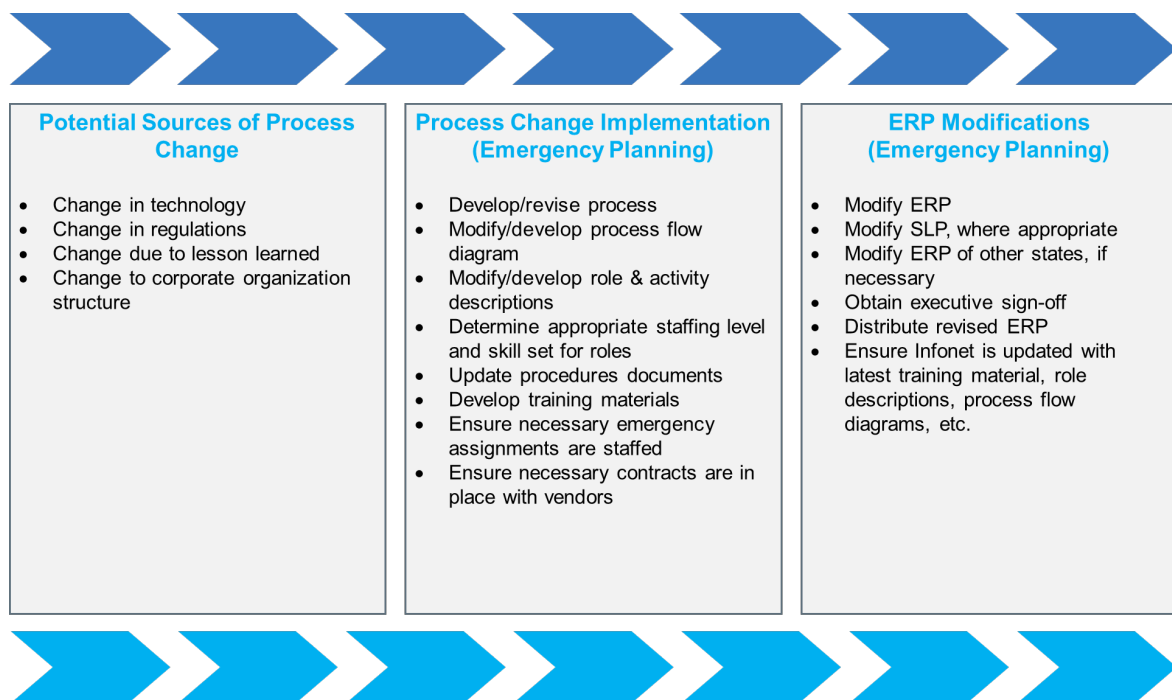 Potential Sources of Process
Change
• Change in technology
• Change in regulations
• Change due to lesson learned
• Change to corporate organization
structure
Process Change Implementation
(Emergency Planning)
• Develop/revise process
• Modify/develop process flow
diagram
• Modify/develop role & activity
descriptions
• Determine appropriate staffing level
and skill set for roles
• Update procedures documents
• Develop training materials
• Ensure necessary emergency
assignments are staffed
• Ensure necessary contracts are in
place with vendors
ERP Modifications
(Emergency Planning)
• Modify ERP
• Modify SLP, where appropriate
• Modify ERP of other states, if
necessary
• Obtain executive sign-off
• Distribute revised ERP
• Ensure Infonet is updated with
latest training material, role
descriptions, process flow
diagrams, etc.